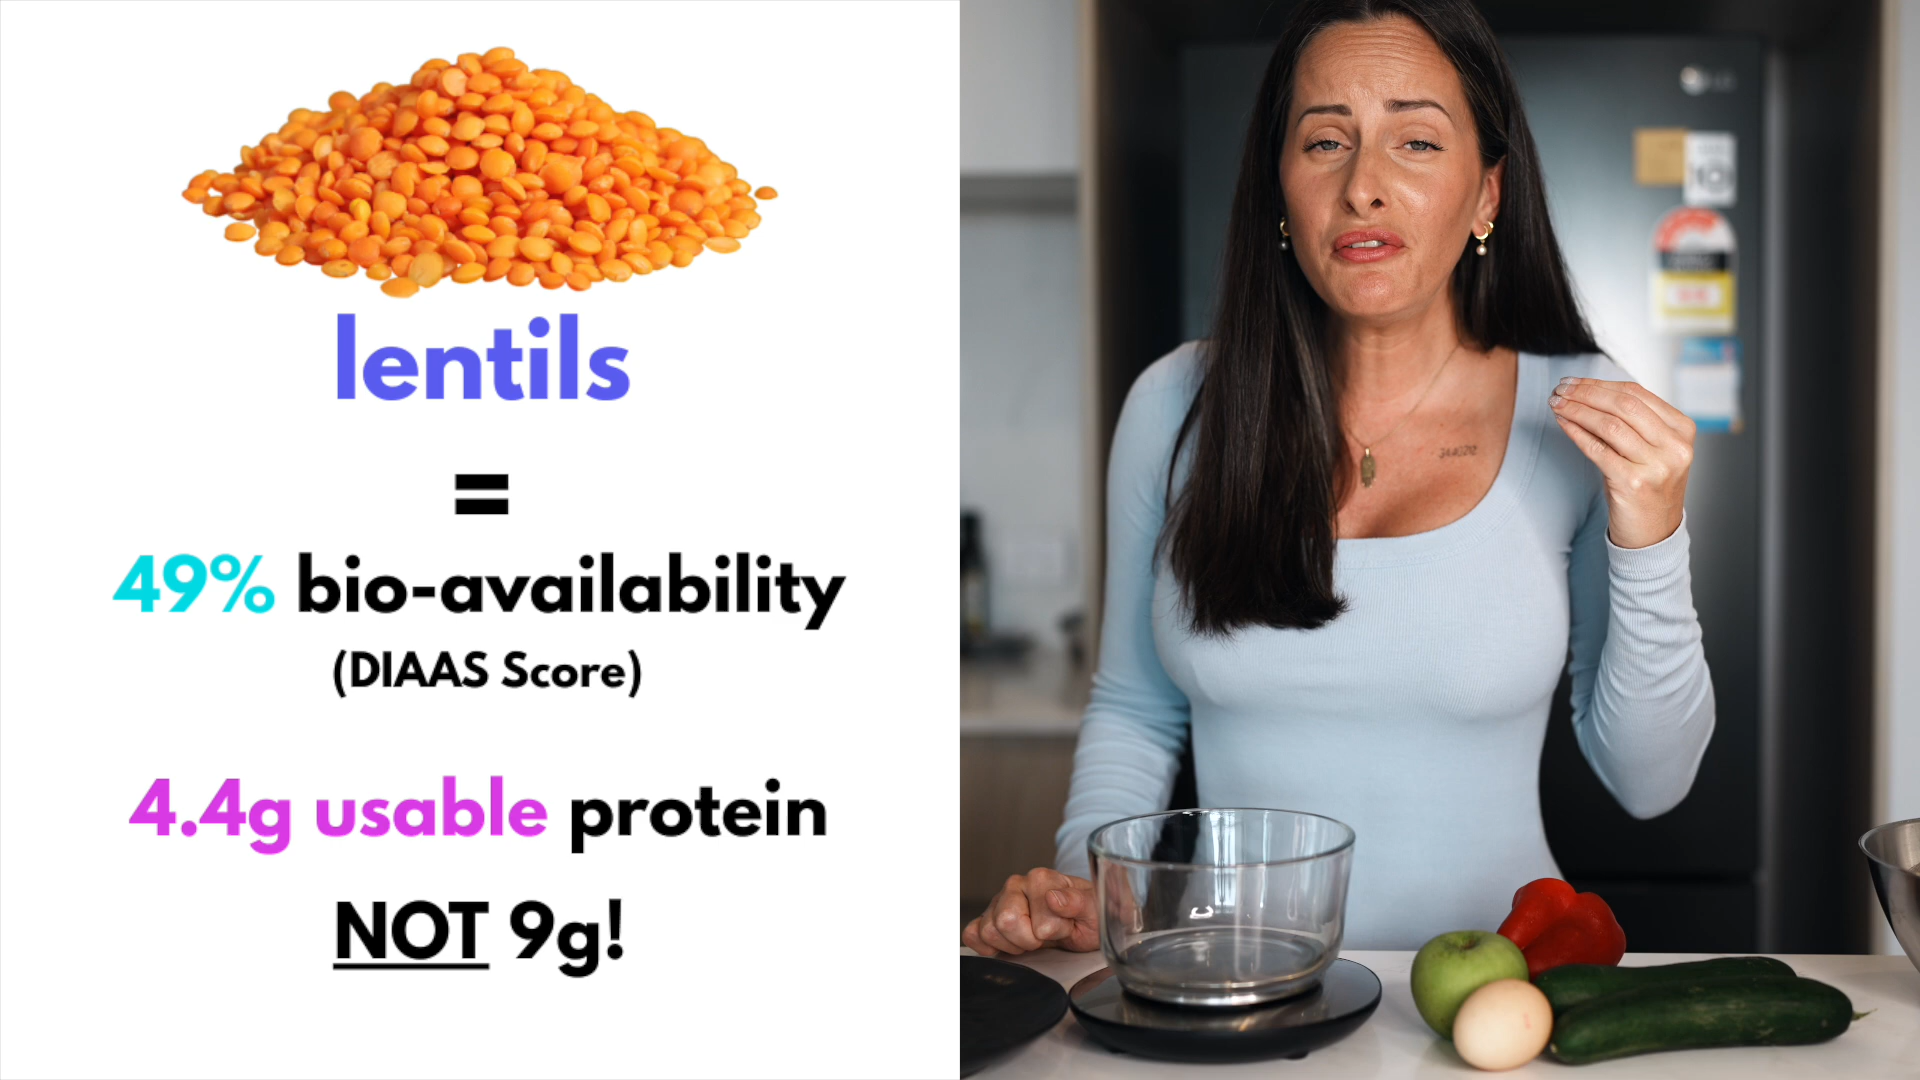 lentils
=
49% bio-availability
(DIAAS Score)
4.4g usable protein
NOT 9g!